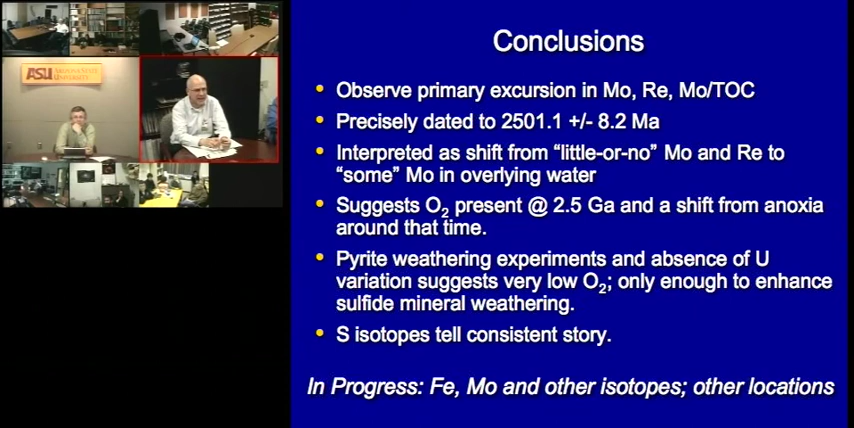 ASU ARIZONA STATE
UNIVERSITY
Conclusions
• Observe primary excursion in Mo, Re, Mo/TOC
• Precisely dated to 2501.1 +/- 8.2 Ma
• Interpreted as shift from “little-or-no” Mo and Re to
“some” Mo in overlying water
• Suggests O2 present @ 2.5 Ga and a shift from anoxia
around that time.
• Pyrite weathering experiments and absence of U
variation suggests very low O2; only enough to enhance
sulfide mineral weathering.
• S isotopes tell consistent story.
In Progress: Fe, Mo and other isotopes; other locations